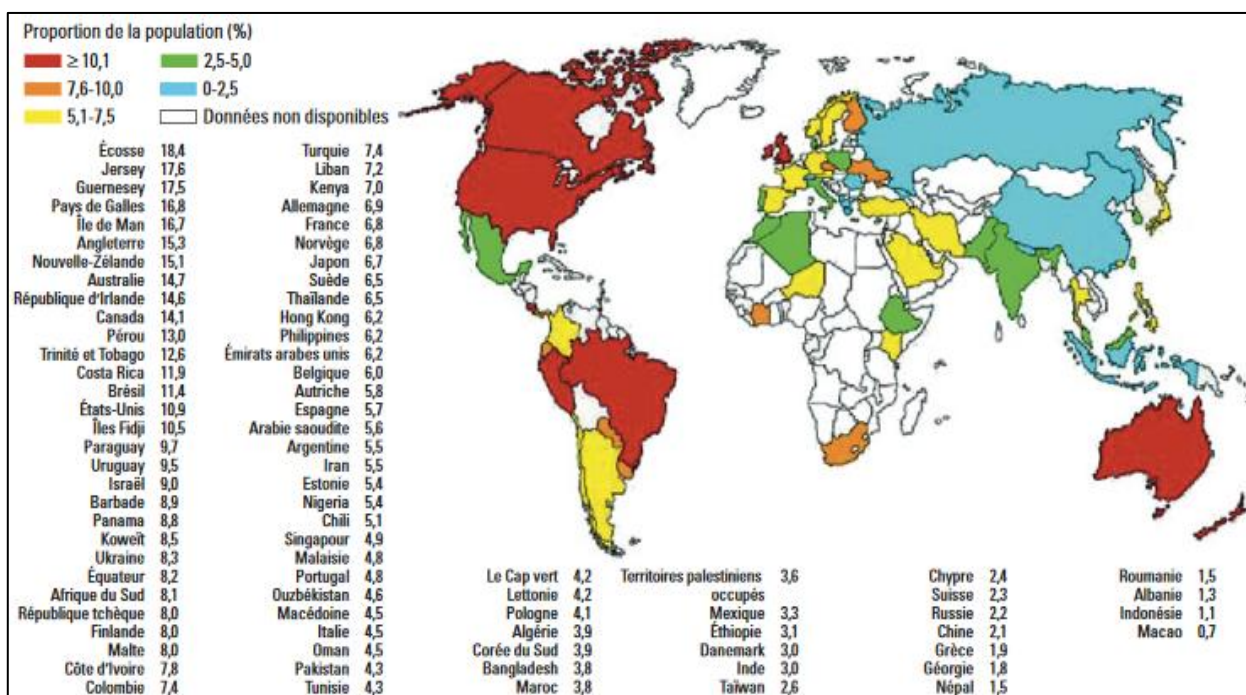 Proportion de la population (%)
≥ 10,1
2,5-5,0
7,6-10,0
0-2,5
5,1-7,5
Données non disponibles
Écosse 18,4
Jersey 17,6
Guernesey 17,5
Pays de Galles 16,8
Île de Man 16,7
Angleterre 15,3
Nouvelle-Zélande 15,1
Australie 14,7
République d'Irlande 14,6
Canada 14,1
Pérou 13,0
Trinité et Tobago 12,6
Costa Rica 11,9
Brésil 11,4
États-Unis 10,9
Îles Fidji 10,5
Paraguay 9,7
Uruguay 9,5
Israël 9,0
Barbade 8,9
Panama 8,8
Koweït 8,5
Ukraine 8,3
Équateur 8,2
Afrique du Sud 8,1
République tchèque 8,0
Finlande 8,0
Malte 8,0
Côte d'Ivoire 7,8
Colombie 7,4
Turquie 7,4
Liban 7,2
Kenya 7,0
Allemagne 6,9
France 6,8
Norvège 6,8
Japon 6,7
Suède 6,5
Thaïlande 6,5
Hong Kong 6,2
Philippines 6,2
Émirats arabes unis 6,2
Belgique 6,0
Autriche 5,8
Espagne 5,7
Arabie saoudite 5,6
Argentine 5,5
Iran 5,5
Estonie 5,4
Nigeria 5,4
Chili 5,1
Singapour 4,9
Malaisie 4,8
Portugal 4,8
Ouzbékistan 4,6
Macédoine 4,5
Italie 4,5
Oman 4,5
Pakistan 4,3
Tunisie 4,3
Le Cap vert 4,2
Lettonie 4,2
Pologne 4,1
Algérie 3,9
Corée du Sud 3,9
Bangladesh 3,8
Maroc 3,8
Territoires palestiniens 3,6
occupés
Mexique 3,3
Éthiopie 3,1
Danemark 3,0
Inde 3,0
Taïwan 2,6
Chypre 2,4
Suisse 2,3
Russie 2,2
Chine 2,1
Grèce 1,9
Géorgie 1,8
Népal 1,5
Roumanie 1,5
Albanie 1,3
Indonésie 1,1
Macao 0,7